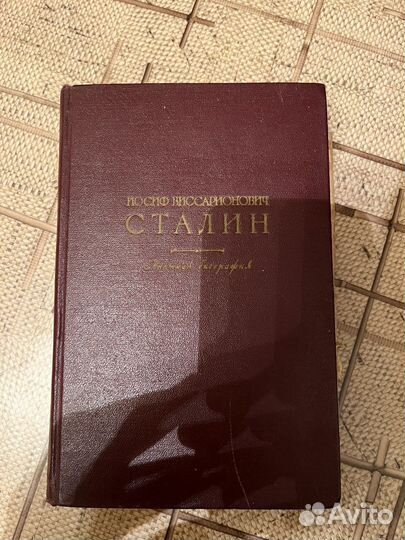 ИОСИФ ВИССАРИОНОВИЧ
СТАЛИН
Краткая биография
Avito